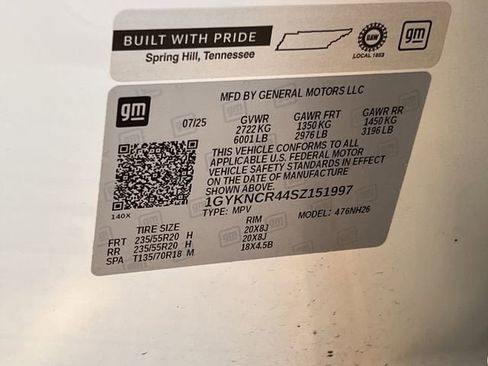 BUILT WITH PRIDE
Spring Hill, Tennessee
UAW
LOCAL 1853
gm
gm
MFD BY GENERAL MOTORS LLC
07/25 GVWR GAWR FRT GAWR RR
2722 KG 1350 KG 1450 KG
6001 LB 2976 LB 3196 LB
THIS VEHICLE CONFORMS TO ALL
APPLICABLE U.S. FEDERAL MOTOR
VEHICLE SAFETY STANDARDS IN EFFECT
ON THE DATE OF MANUFACTURE
SHOWN ABOVE.
1GYKNCR44SZ151997
140X TYPE: MPV MODEL: 476NH26
TIRE SIZE RIM
FRT 235/55R20 H 20X8J
RR 235/55R20 H 20X8J
SPA T135/70R18 M 18X4.5B